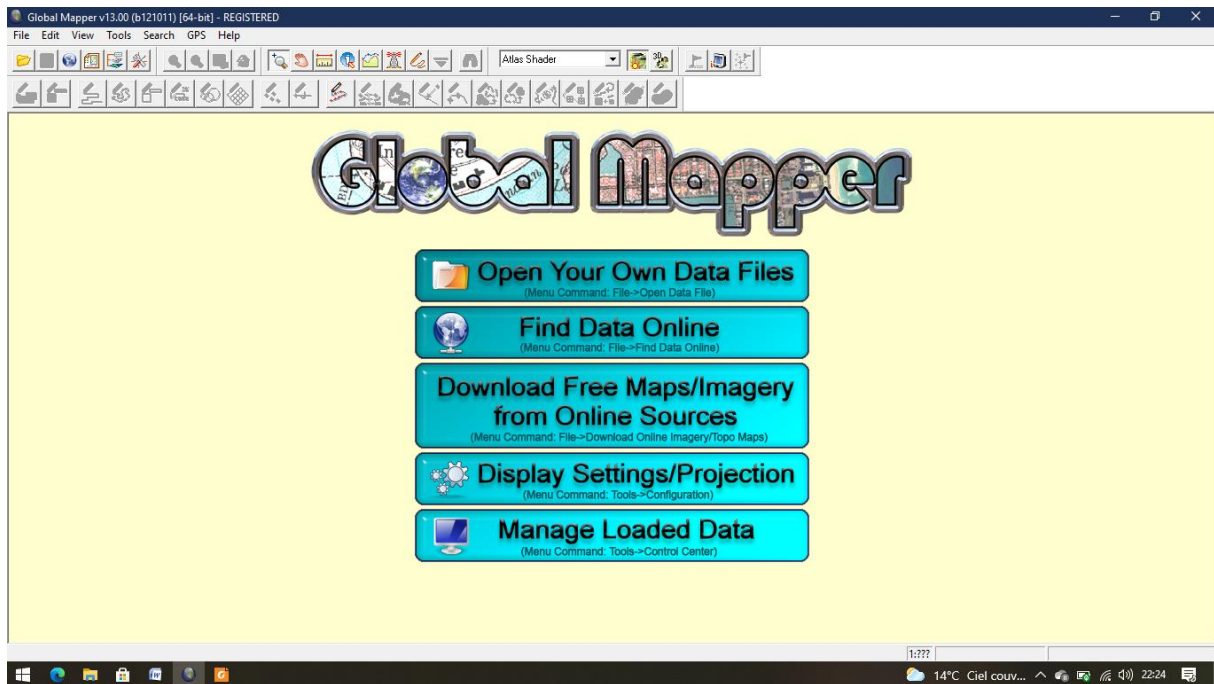 Global Mapper v13.00 (b121011) [64-bit] - REGISTERED
File Edit View Tools Search GPS Help
Atlas Shader
Global Mapper
Open Your Own Data Files
(Menu Command: File->Open Data File)
Find Data Online
(Menu Command: File->Find Data Online)
Download Free Maps/Imagery
from Online Sources
(Menu Command: File->Download Online Imagery/Topo Maps)
Display Settings/Projection
(Menu Command: Tools->Configuration)
Manage Loaded Data
(Menu Command: Tools->Control Center)
1:???
14°C Ciel couv... 22:24